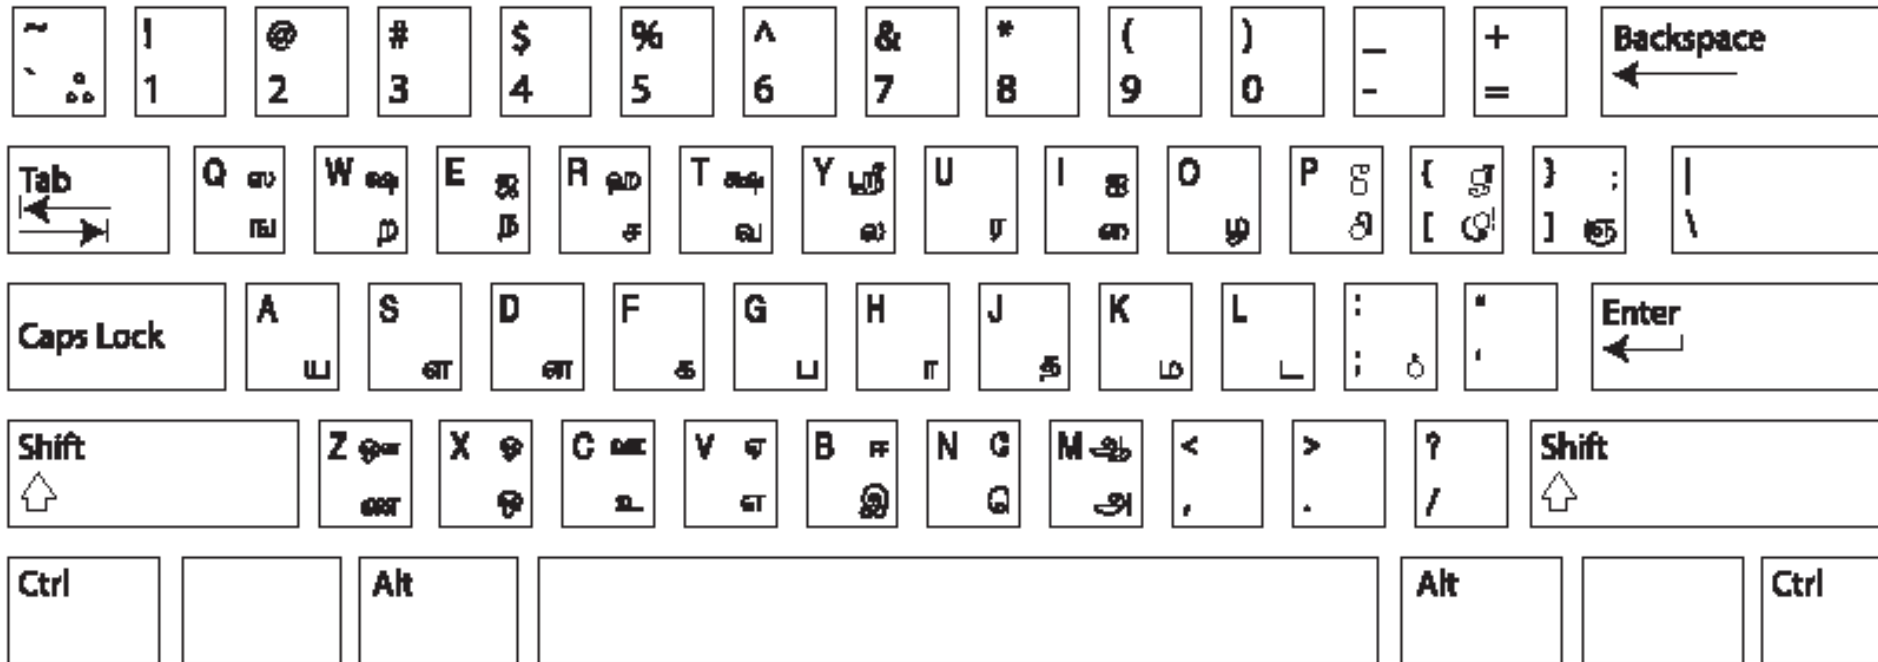 ~ ` ஃ ! 1 @ 2 # 3 $ 4 % 5 ^ 6 & 7 * 8 ( 9 ) 0 _ - + = Backspace
Tab Q ஸ ங W ஷ ற E ஜ ந R ஹ ச T க்ஷ வ Y ஸ்ரீ ல U ர I ஐ ன O ழ P { [ } ; ] | \
Caps Lock A ய S ள D ன F க G ப H ா J த K ம L ட : ; ் " ' Enter
Shift Z ஒள ண X ஓ ஒ C ஊ உ V ஏ எ B ஈ இ N ே ெ M ஆ அ < , > . ? / Shift
Ctrl Alt Alt Ctrl